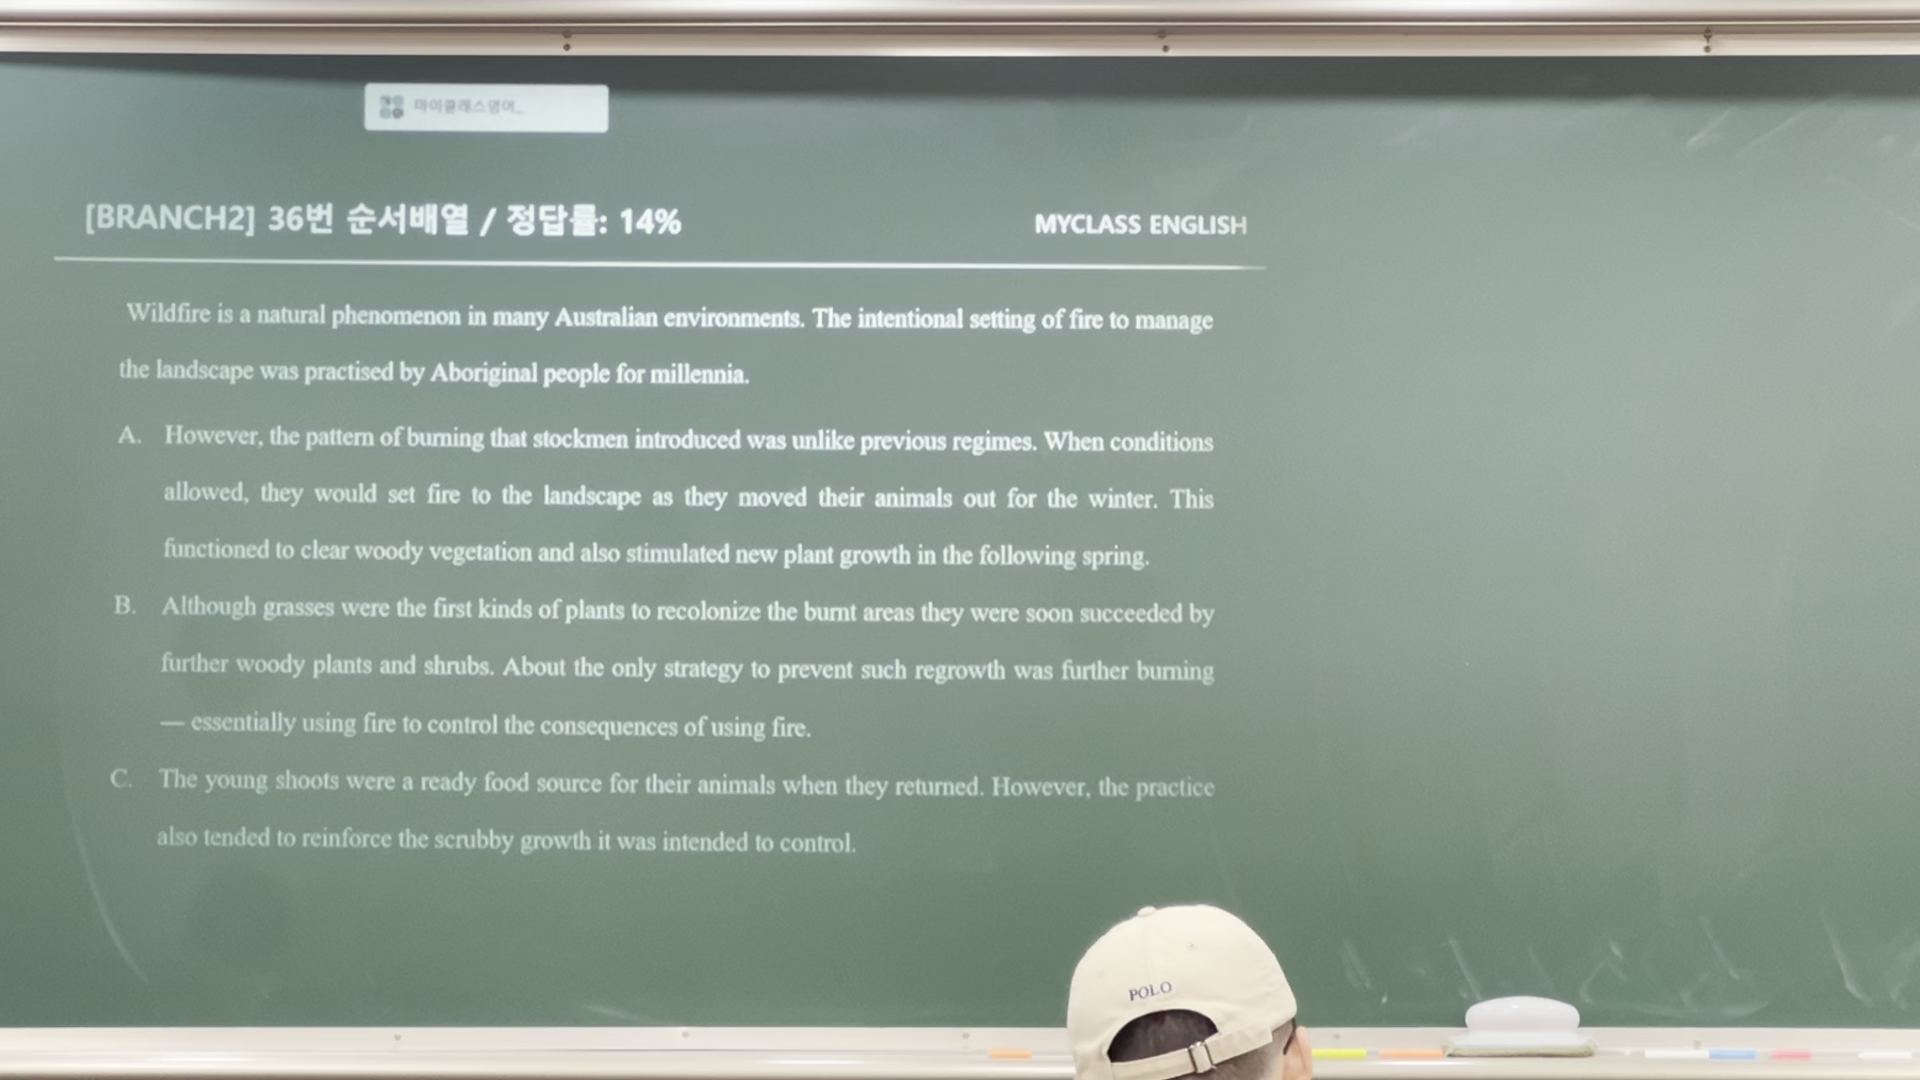 마이클래스영어_
[BRANCH2] 36번 순서배열 / 정답률: 14%
MYCLASS ENGLISH
Wildfire is a natural phenomenon in many Australian environments. The intentional setting of fire to manage
the landscape was practised by Aboriginal people for millennia.
A. However, the pattern of burning that stockmen introduced was unlike previous regimes. When conditions
allowed, they would set fire to the landscape as they moved their animals out for the winter. This
functioned to clear woody vegetation and also stimulated new plant growth in the following spring.
B. Although grasses were the first kinds of plants to recolonize the burnt areas they were soon succeeded by
further woody plants and shrubs. About the only strategy to prevent such regrowth was further burning
— essentially using fire to control the consequences of using fire.
C. The young shoots were a ready food source for their animals when they returned. However, the practice
also tended to reinforce the scrubby growth it was intended to control.
POLO